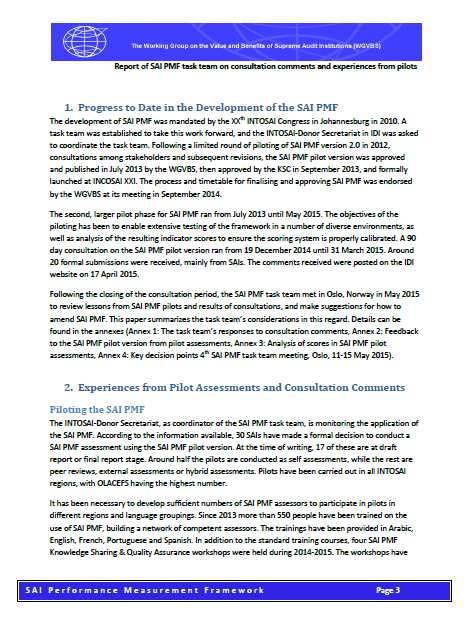 The Working Group on the Value and Benefits of Supreme Audit Institutions (WGVBS)
Report of SAI PMF task team on consultation comments and experiences from pilots
1. Progress to Date in the Development of the SAI PMF
The development of SAI PMF was mandated by the XXth INTOSAI Congress in Johannesburg in 2010. A
task team was established to take this work forward, and the INTOSAI-Donor Secretariat in IDI was asked
to coordinate the task team. Following a limited round of piloting of SAI PMF version 2.0 in 2012,
consultations among stakeholders and subsequent revisions, the SAI PMF pilot version was approved
and published in July 2013 by the WGVBS, then approved by the KSC in September 2013, and formally
launched at INCOSAI XXI. The process and timetable for finalising and approving SAI PMF was endorsed
by the WGVBS at its meeting in September 2014.
The second, larger pilot phase for SAI PMF ran from July 2013 until May 2015. The objectives of the
piloting has been to enable extensive testing of the framework in a number of diverse environments, as
well as analysis of the resulting indicator scores to ensure the scoring system is properly calibrated. A 90
day consultation on the SAI PMF pilot version ran from 19 December 2014 until 31 March 2015. Around
20 formal submissions were received, mainly from SAIs. The comments received were posted on the IDI
website on 17 April 2015.
Following the closing of the consultation period, the SAI PMF task team met in Oslo, Norway in May 2015
to review lessons from SAI PMF pilots and results of consultations, and make suggestions for how to
amend SAI PMF. This paper summarizes the task team's considerations in this regard. Details can be
found in the annexes (Annex 1: The task team's responses to consultation comments, Annex 2: Feedback
to the SAI PMF pilot version from pilot assessments, Annex 3: Analysis of scores in SAI PMF pilot
assessments, Annex 4: Key decision points 4th SAI PMF task team meeting, Oslo, 11-15 May 2015).
2. Experiences from Pilot Assessments and Consultation Comments
Piloting the SAI PMF
The INTOSAI-Donor Secretariat, as coordinator of the SAI PMF task team, is monitoring the application of
the SAI PMF. According to the information available, 30 SAIs have made a formal decision to conduct a
SAI PMF assessment using the SAI PMF pilot version. At the time of writing, 17 of these are at draft
report or final report stage. Around half the pilots are conducted as self assessments, while the rest are
peer reviews, external assessments or hybrid assessments. Pilots have been carried out in all INTOSAI
regions, with OLACEFS having the highest number.
It has been necessary to develop sufficient numbers of SAI PMF assessors to participate in pilots in
different regions and language groupings. Since 2013 more than 550 people have been trained on the
use of SAI PMF, building a network of competent assessors. The trainings have been provided in Arabic,
English, French, Portuguese and Spanish. In addition to the standard training courses, four SAI PMF
Knowledge Sharing & Quality Assurance workshops were held during 2014-2015. The workshops have
SAI Performance Measurement Framework Page 3